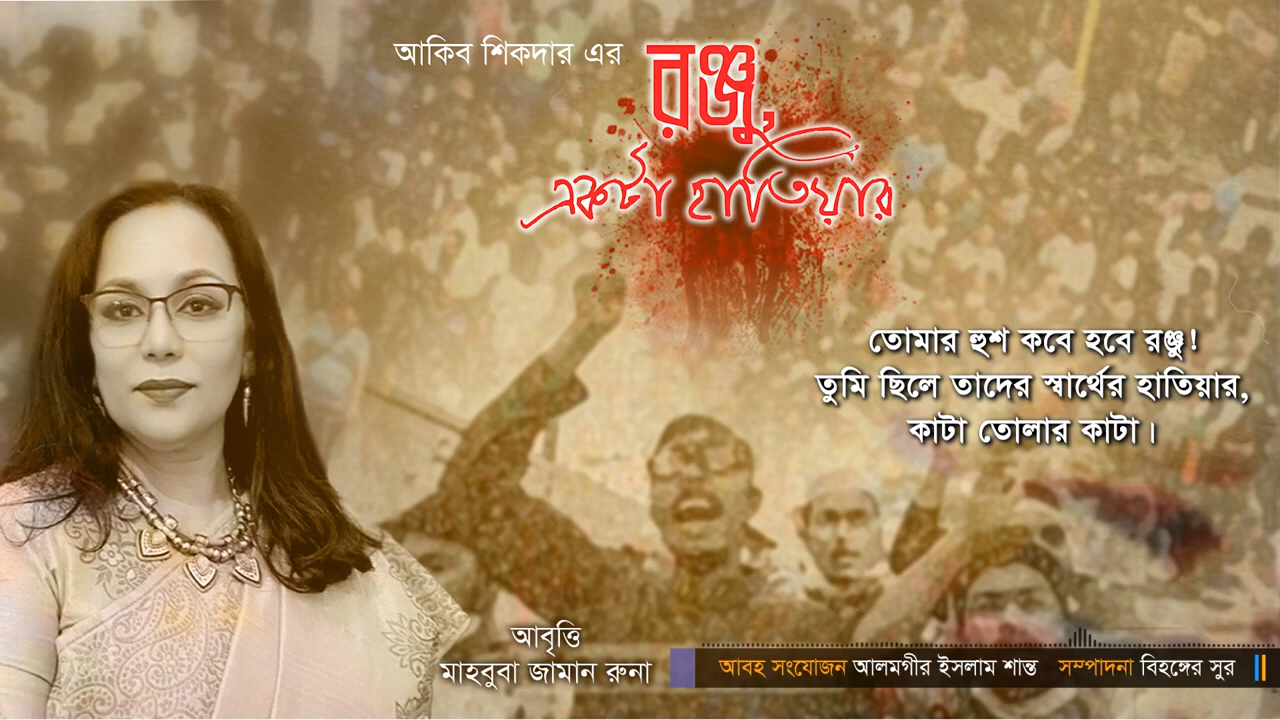 আকিব শিকদার এর
রঞ্জু,
একটা হাতিয়ার
তোমার হুশ কবে হবে রঞ্জু!
তুমি ছিলে তাদের স্বার্থের হাতিয়ার,
কাটা তোলার কাটা।
আবৃত্তি
মাহবুবা জামান রুনা
আবহ সংযোজন আলমগীর ইসলাম শান্ত সম্পাদনা বিহঙ্গের সুর